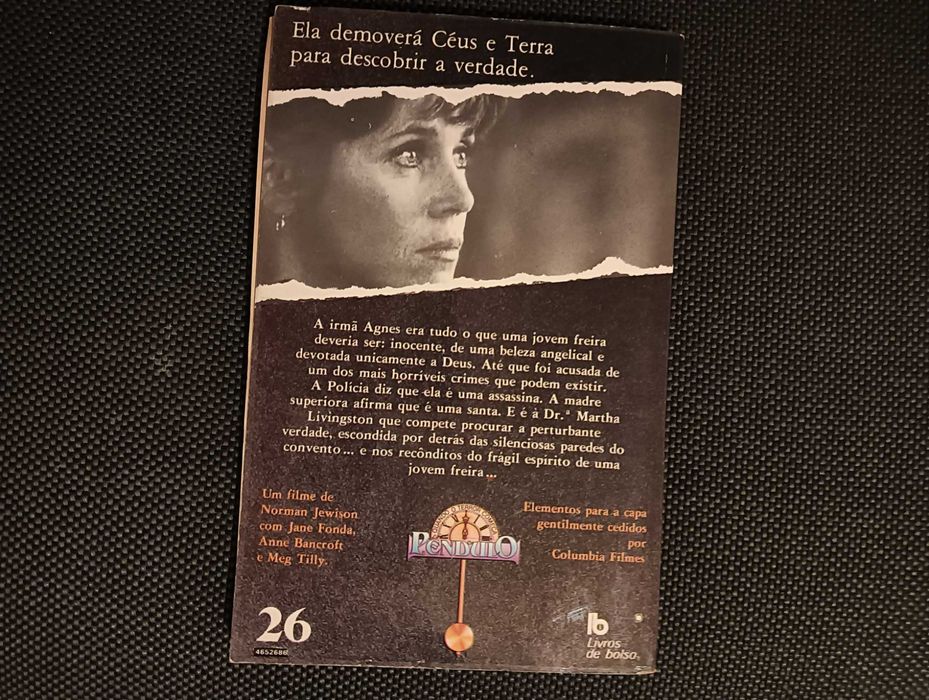 Ela demoverá Céus e Terra
para descobrir a verdade.
A irmã Agnes era tudo o que uma jovem freira
deveria ser: inocente, de uma beleza angelical e
devotada unicamente a Deus. Até que foi acusada de
um dos mais horríveis crimes que podem existir.
A Polícia diz que ela é uma assassina. A madre
superiora afirma que é uma santa. E é à Dr.ª Martha
Livingston que compete procurar a perturbante
verdade, escondida por detrás das silenciosas paredes do
convento... e nos recônditos do frágil espírito de uma
jovem freira...
Um filme de
Norman Jewison
com Jane Fonda,
Anne Bancroft
e Meg Tilly.
QUANDO O TERROR
PÊNDULO
Elementos para a capa
gentilmente cedidos
por
Columbia Filmes
26
4652686
lb
Livros
de bolso